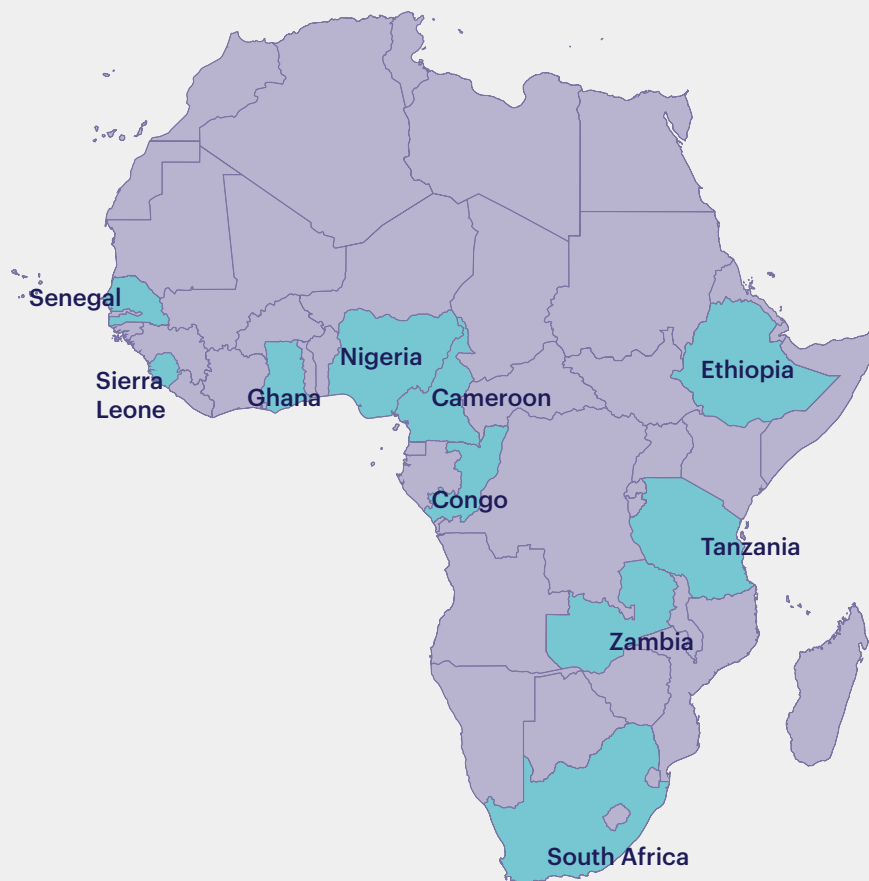 Senegal
Nigeria
Ethiopia
Sierra
Leone
Ghana
Cameroon
Congo
Tanzania
Zambia
South Africa